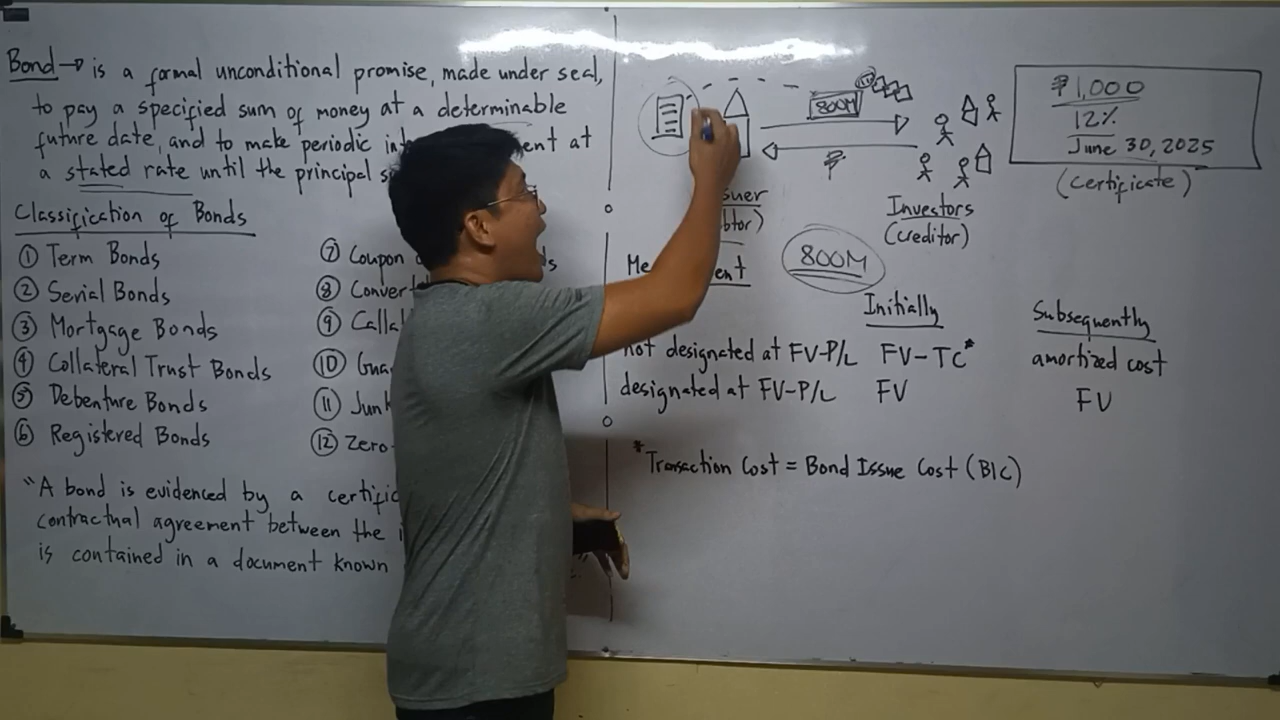 Bond → is a formal unconditional promise, made under seal,
to pay a specified sum of money at a determinable
future date, and to make periodic at
a stated rate until the principal
Classification of Bonds
① Term Bonds
② Serial Bonds
③ Mortgage Bonds
④ Collateral Trust Bonds
⑤ Debenture Bonds
⑥ Registered Bonds
⑦ Coupon
⑧
⑨
⑩
⑪ Junk
⑫ Zero-
"A bond is evidenced by a
contractual agreement between the
is contained in a document known
800M
₱
Investors
(creditor)
₱1,000
12%
June 30, 2025
(certificate)
800M
Initially
Subsequently
not designated at FV-P/L FV-TC* amortized cost
designated at FV-P/L FV FV
*Transaction Cost = Bond Issue Cost (BIC)